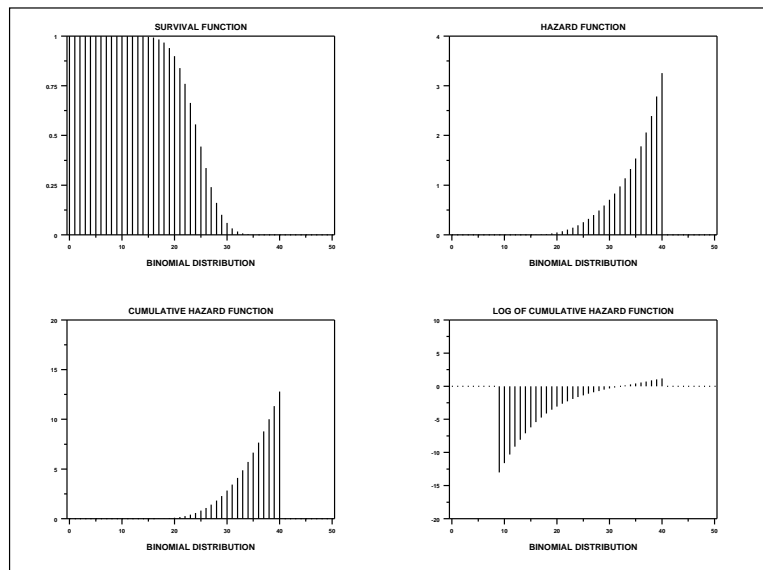 SURVIVAL FUNCTION
1
0.75
0.5
0.25
0
0 10 20 30 40 50
BINOMIAL DISTRIBUTION
HAZARD FUNCTION
4
3
2
1
0
0 10 20 30 40 50
BINOMIAL DISTRIBUTION
CUMULATIVE HAZARD FUNCTION
20
15
10
5
0
0 10 20 30 40 50
BINOMIAL DISTRIBUTION
LOG OF CUMULATIVE HAZARD FUNCTION
10
5
0
-5
-10
-15
-20
0 10 20 30 40 50
BINOMIAL DISTRIBUTION